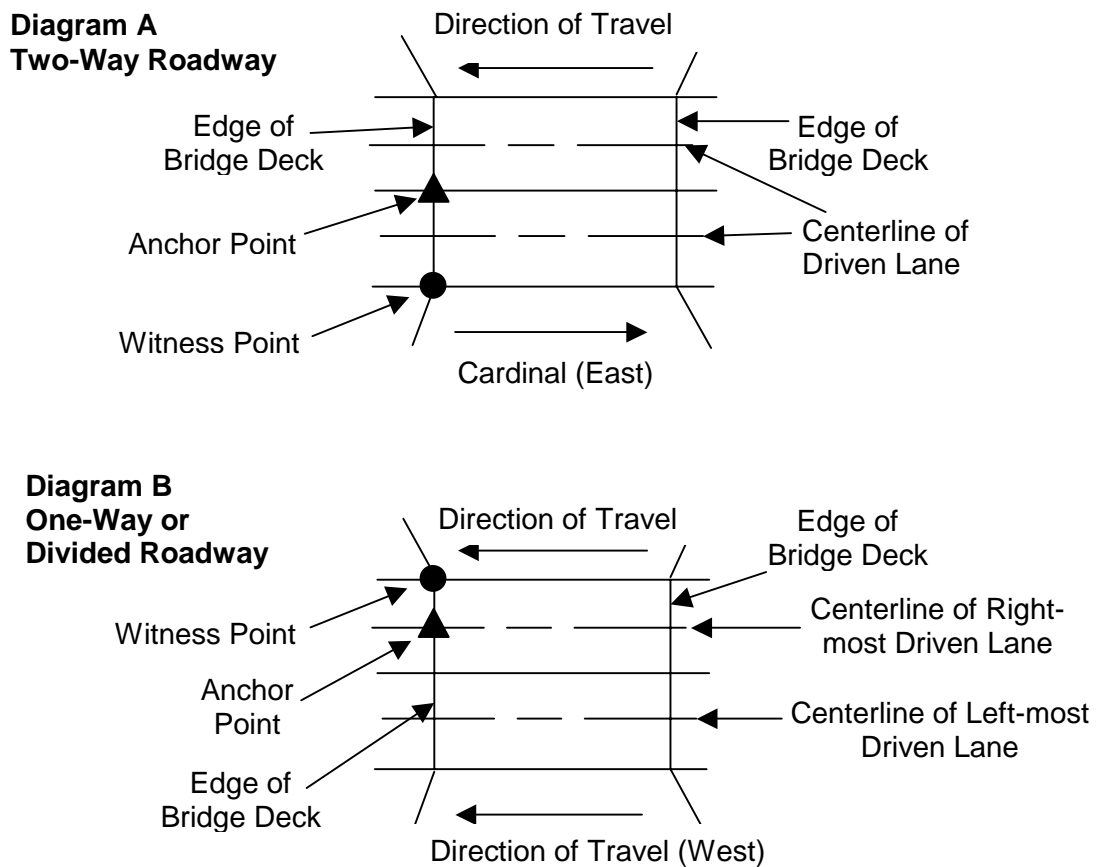 Diagram A
Two-Way Roadway
Direction of Travel
Edge of
Bridge Deck
Edge of
Bridge Deck
Anchor Point
Centerline of
Driven Lane
Witness Point
Cardinal (East)
Diagram B
One-Way or
Divided Roadway
Direction of Travel
Edge of
Bridge Deck
Witness Point
Centerline of Right-
most Driven Lane
Anchor
Point
Centerline of Left-most
Driven Lane
Edge of
Bridge Deck
Direction of Travel (West)